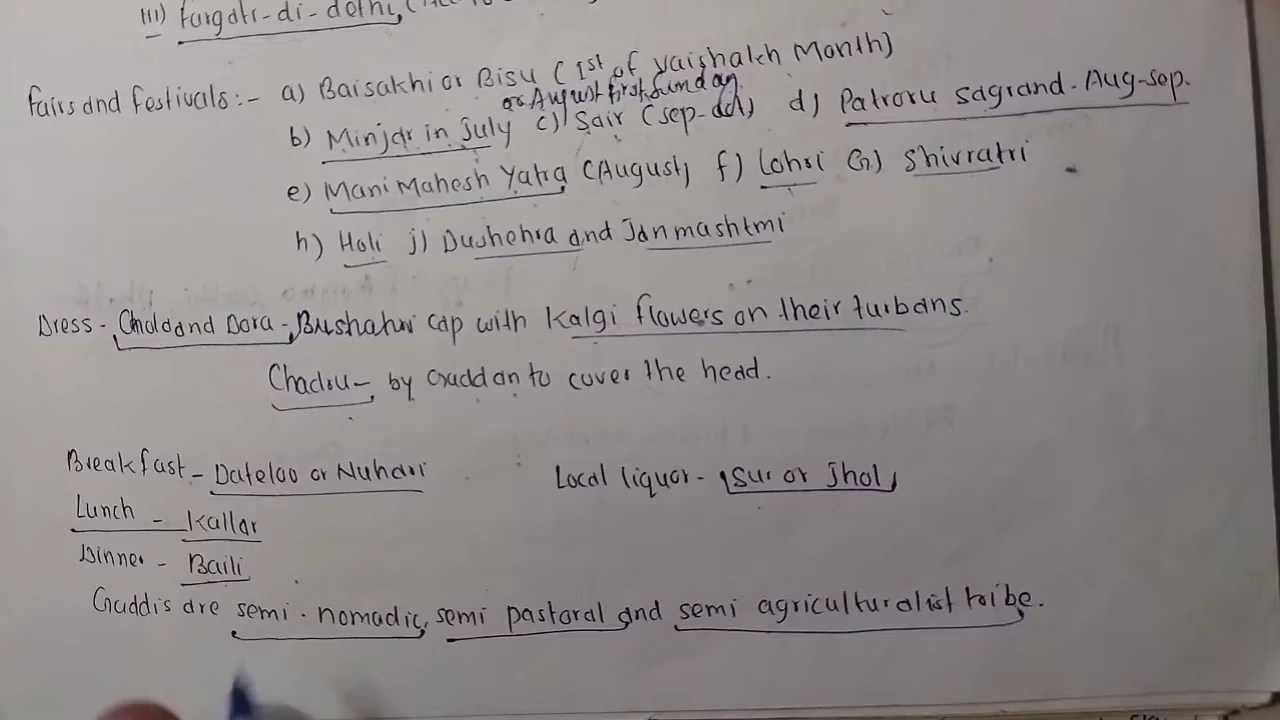 III) Turgati-di-dethi,
Fairs and Festivals:- a) Baisakhi or Bisu (1st of Vaishakh Month)
or August first Sunday
b) Minjar in July c) Sair (Sep- d) Patroru Sagrand. Aug-Sep.
e) Mani Mahesh Yatra (August) f) Lohri G) Shivratri
h) Holi j) Dushehra and Janmashtmi
Dress - Chola and Dora - Bushahri cap with Kalgi flowers on their turbans.
Chadru - by Gaddan to cover the head.
Breakfast - Dateloo or Nuhari Local liquor - Sur or Jhol
Lunch - Kallar
Dinner - Baili
Gaddis are semi-nomadic, semi pastoral and semi agriculturalist tribe.